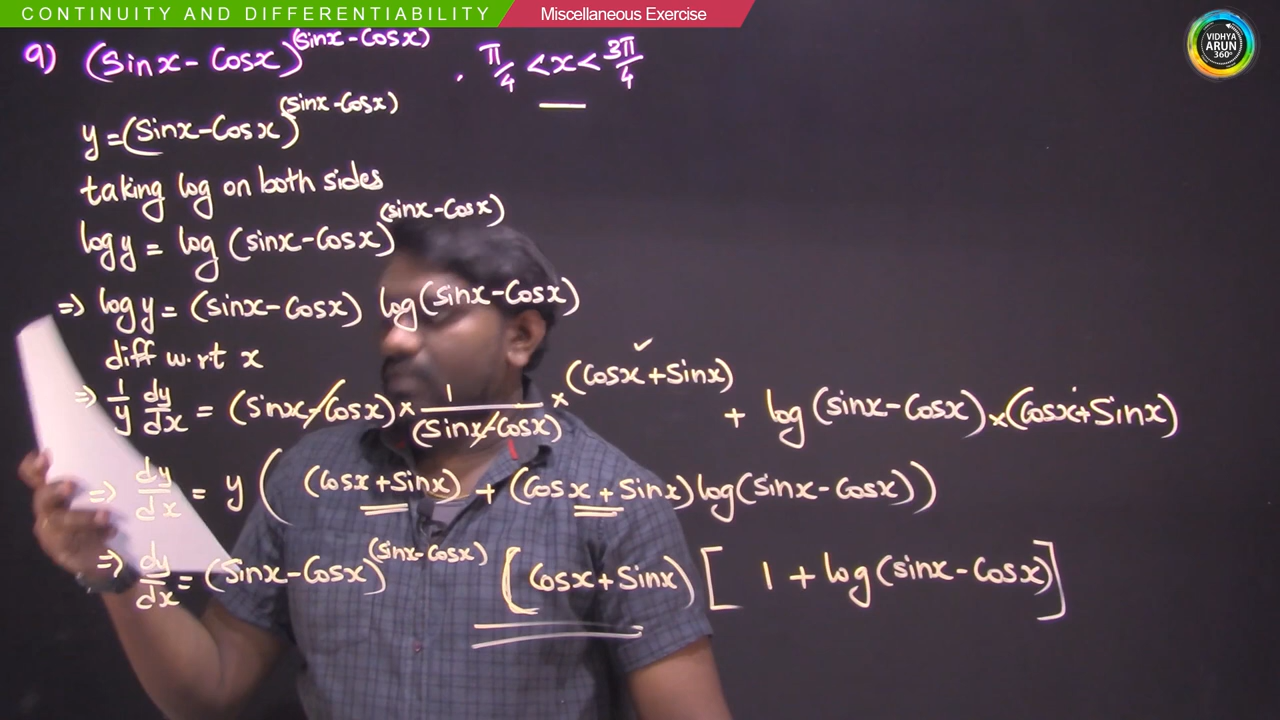 CONTINUITY AND DIFFERENTIABILITY
Miscellaneous Exercise
VIDHYA
ARUN
360°
9) (Sinx-Cosx)^(Sinx-Cosx) , π/4 <x< 3π/4
y=(Sinx-Cosx)^(Sinx-Cosx)
taking log on both sides
log y = log (sinx-Cosx)^(sinx-Cosx)
⇒ log y = (sinx-Cosx) log(sinx-Cosx)
diff w.r.t x
⇒ 1/y dy/dx = (Sinx-Cosx) × 1/(Sinx-Cosx) × (Cosx+Sinx) + log(sinx-Cosx)×(Cosx+Sinx)
⇒ dy/dx = y ( (Cosx+Sinx) + (Cosx+Sinx)log(sinx-Cosx))
⇒ dy/dx = (Sinx-Cosx)^(sinx-Cosx) (Cosx+Sinx) [ 1 + log(sinx-Cosx)]